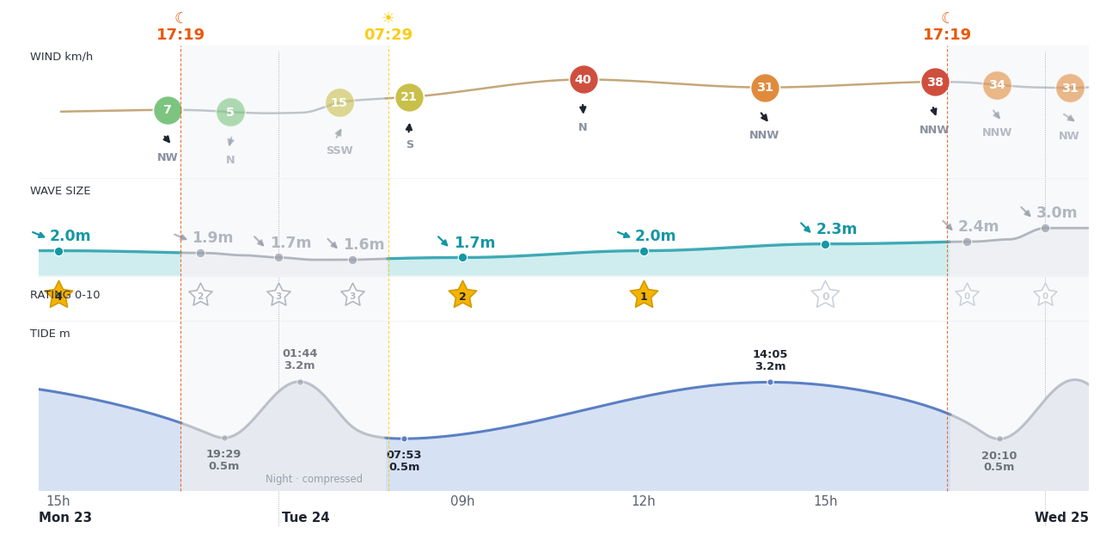 17:19 07:29 17:19
WIND km/h
7 5 15 21 40 31 38 34 31
NW N SSW S N NNW NNW NNW NW
WAVE SIZE
2.0m 1.9m 1.7m 1.6m 1.7m 2.0m 2.3m 2.4m 3.0m
RATING 0-10
4 2 3 3 2 1 0 0 0
TIDE m
01:44
3.2m
14:05
3.2m
19:29
0.5m
07:53
0.5m
20:10
0.5m
Night · compressed
15h 09h 12h 15h
Mon 23 Tue 24 Wed 25